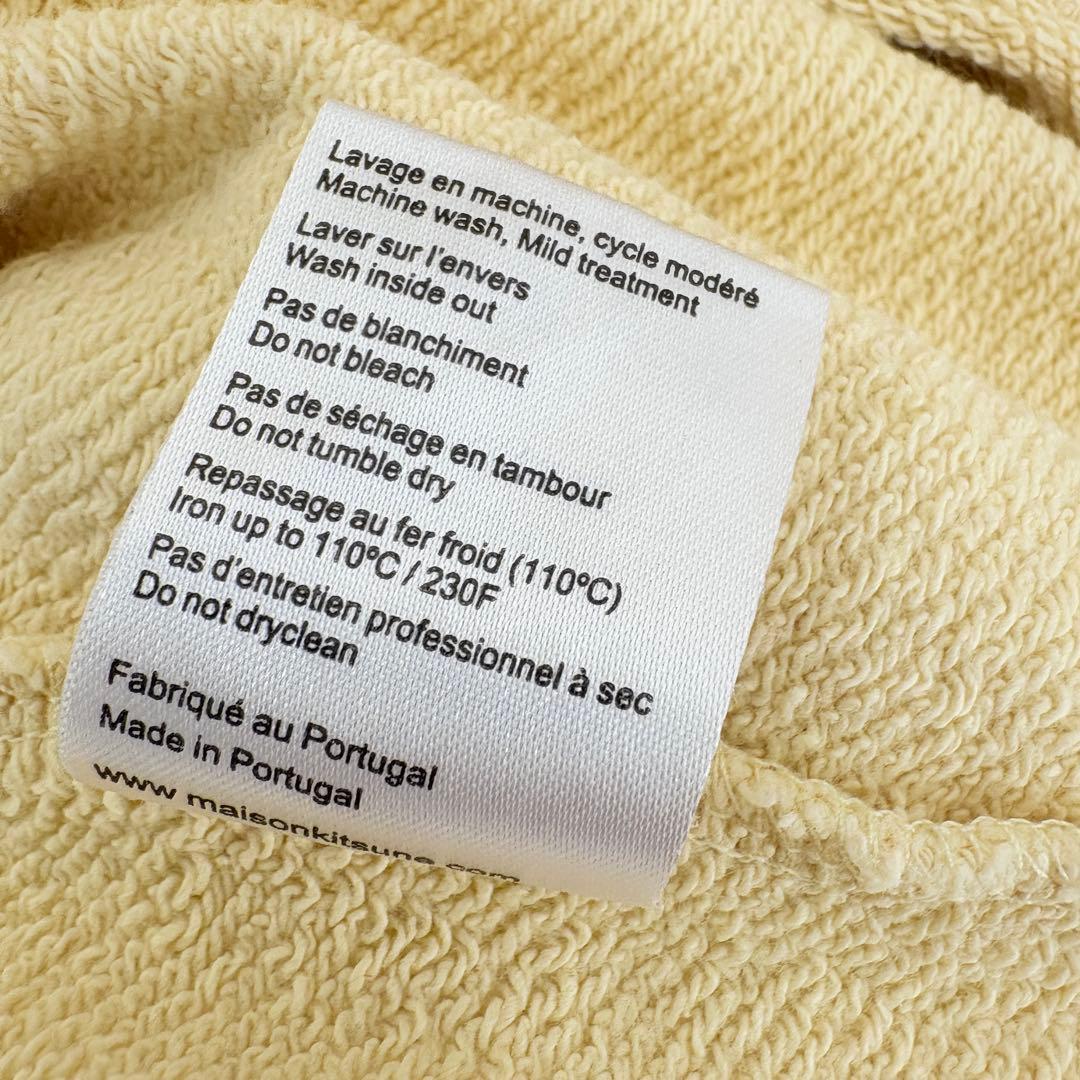 Lavage en machine, cycle modéré
Machine wash, Mild treatment
Laver sur l'envers
Wash inside out
Pas de blanchiment
Do not bleach
Pas de séchage en tambour
Do not tumble dry
Repassage au fer froid (110ºC)
Iron up to 110ºC / 230F
Pas d'entretien professionnel à sec
Do not dryclean
Fabriqué au Portugal
Made in Portugal
www.maisonkitsune.com